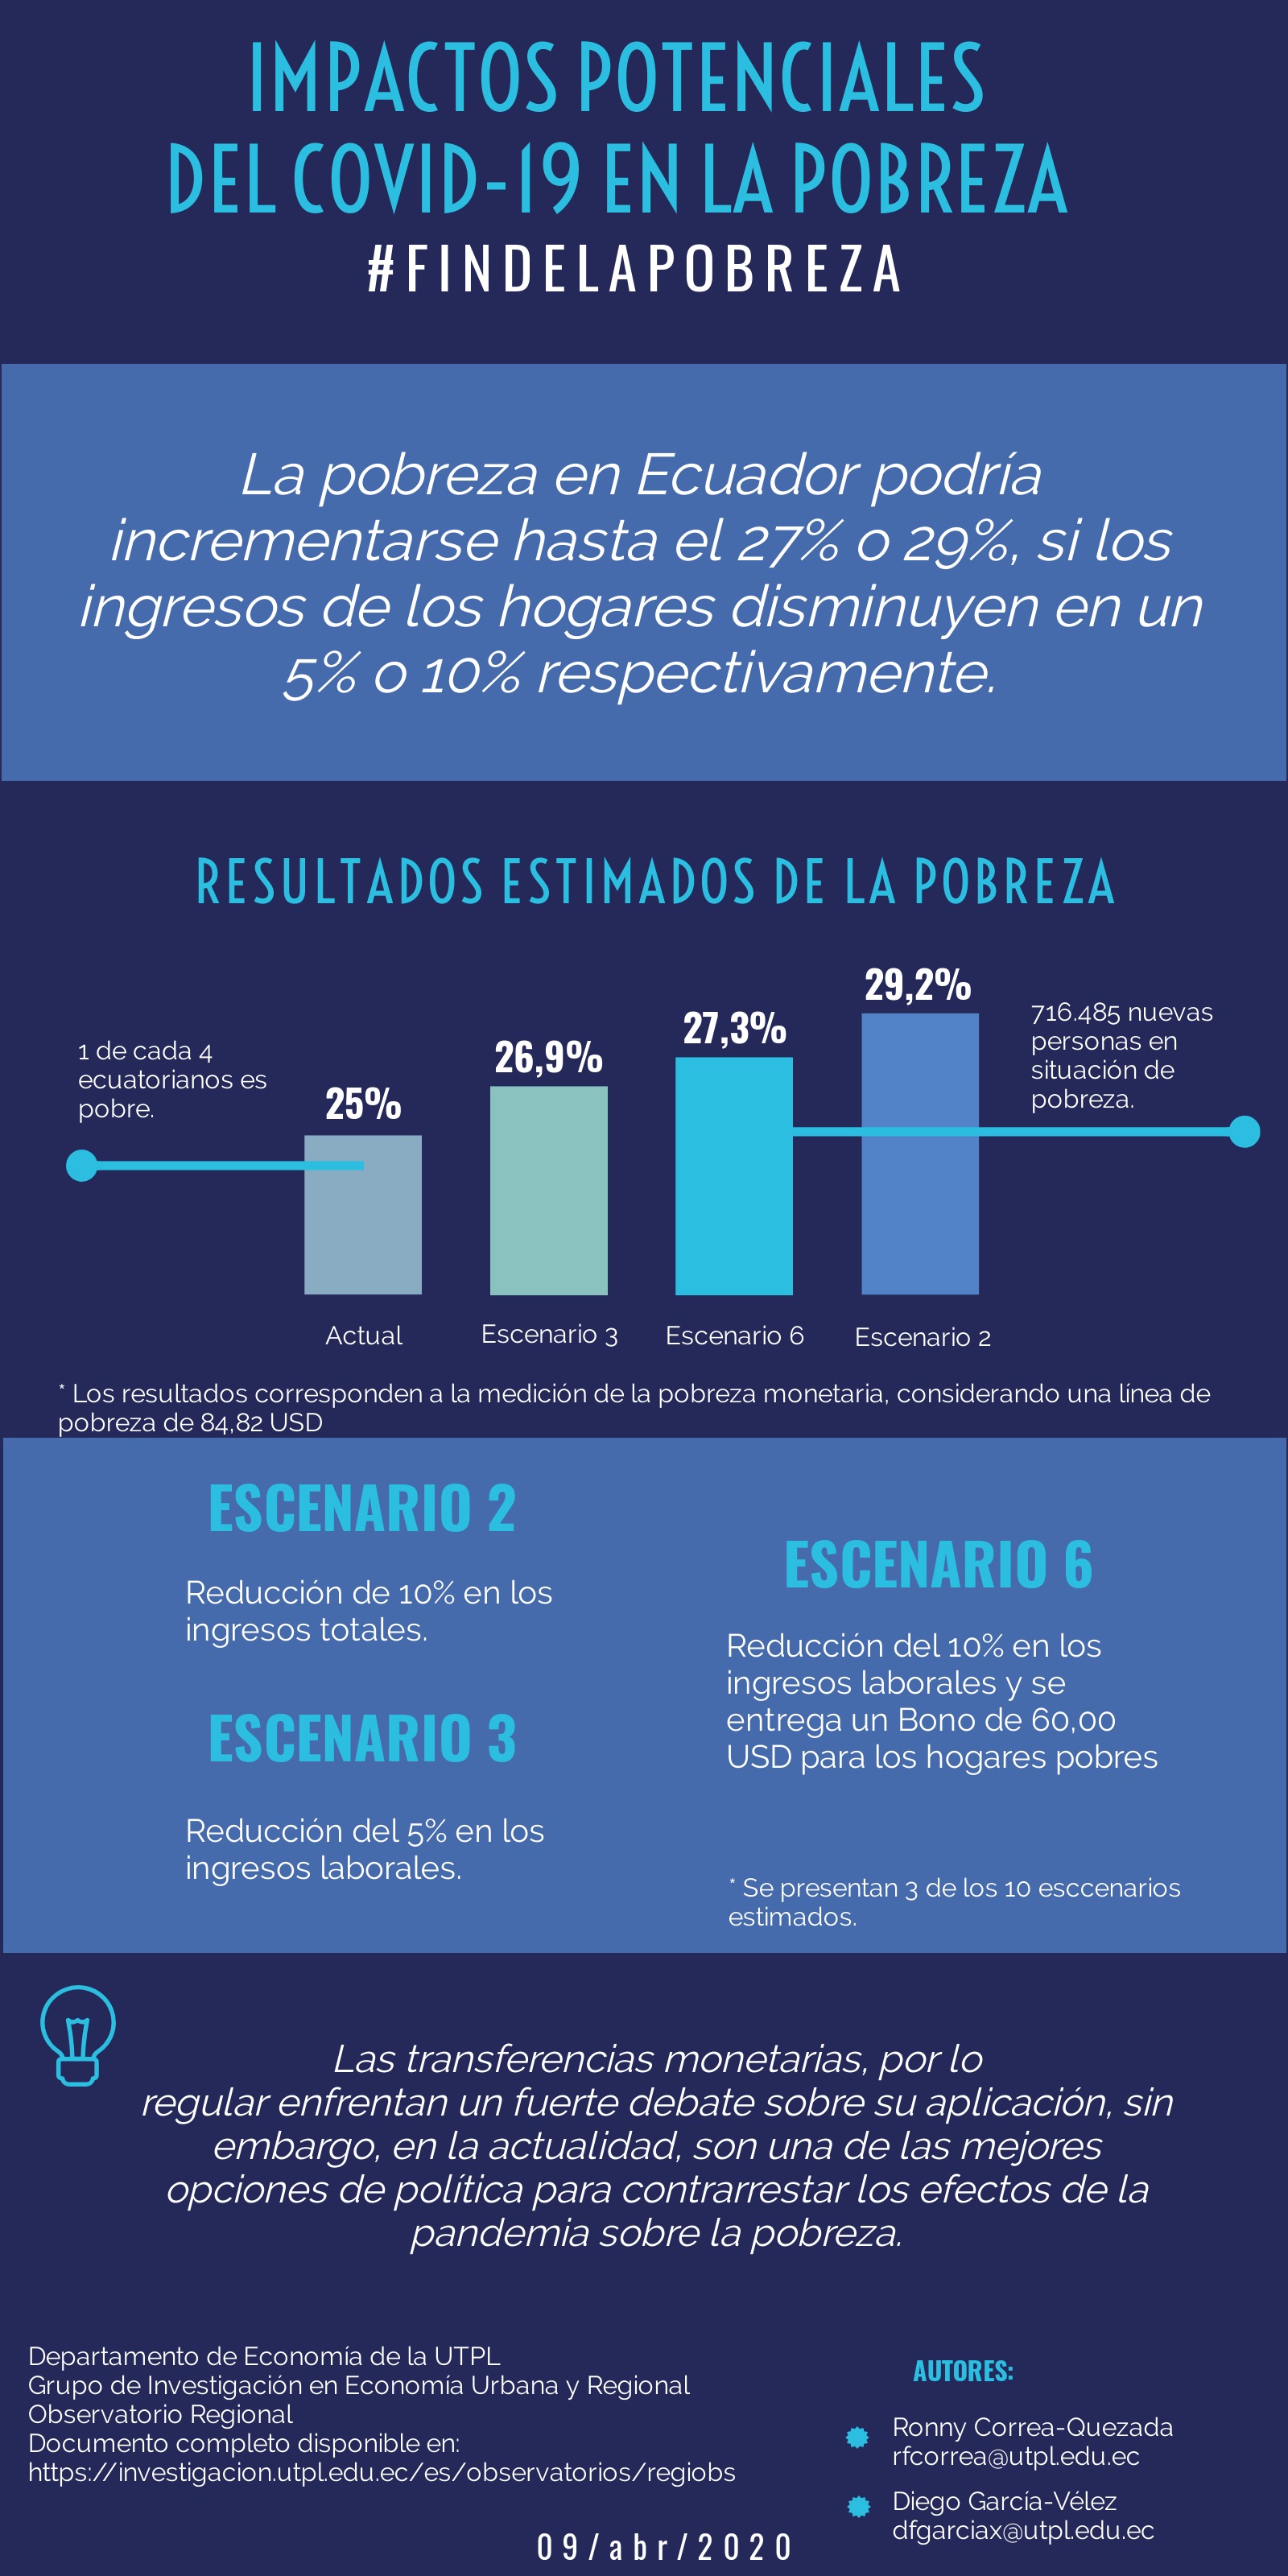 IMPACTOS POTENCIALES
DEL COVID-19 EN LA POBREZA
#FINDELAPOBREZA
La pobreza en Ecuador podría
incrementarse hasta el 27% o 29%, si los
ingresos de los hogares disminuyen en un
5% o 10% respectivamente.
RESULTADOS ESTIMADOS DE LA POBREZA
1 de cada 4
ecuatorianos es
pobre.
25%
26,9%
27,3%
29,2%
716.485 nuevas
personas en
situación de
pobreza.
Actual
Escenario 3
Escenario 6
Escenario 2
* Los resultados corresponden a la medición de la pobreza monetaria, considerando una línea de
pobreza de 84,82 USD
ESCENARIO 2
Reducción de 10% en los
ingresos totales.
ESCENARIO 3
Reducción del 5% en los
ingresos laborales.
ESCENARIO 6
Reducción del 10% en los
ingresos laborales y se
entrega un Bono de 60,00
USD para los hogares pobres
* Se presentan 3 de los 10 esccenarios
estimados.
Las transferencias monetarias, por lo
regular enfrentan un fuerte debate sobre su aplicación, sin
embargo, en la actualidad, son una de las mejores
opciones de política para contrarrestar los efectos de la
pandemia sobre la pobreza.
Departamento de Economía de la UTPL
Grupo de Investigación en Economía Urbana y Regional
Observatorio Regional
Documento completo disponible en:
https://investigacion.utpl.edu.ec/es/observatorios/regiobs
AUTORES:
Ronny Correa-Quezada
rfcorrea@utpl.edu.ec
Diego García-Vélez
dfgarciax@utpl.edu.ec
09/abr/2020